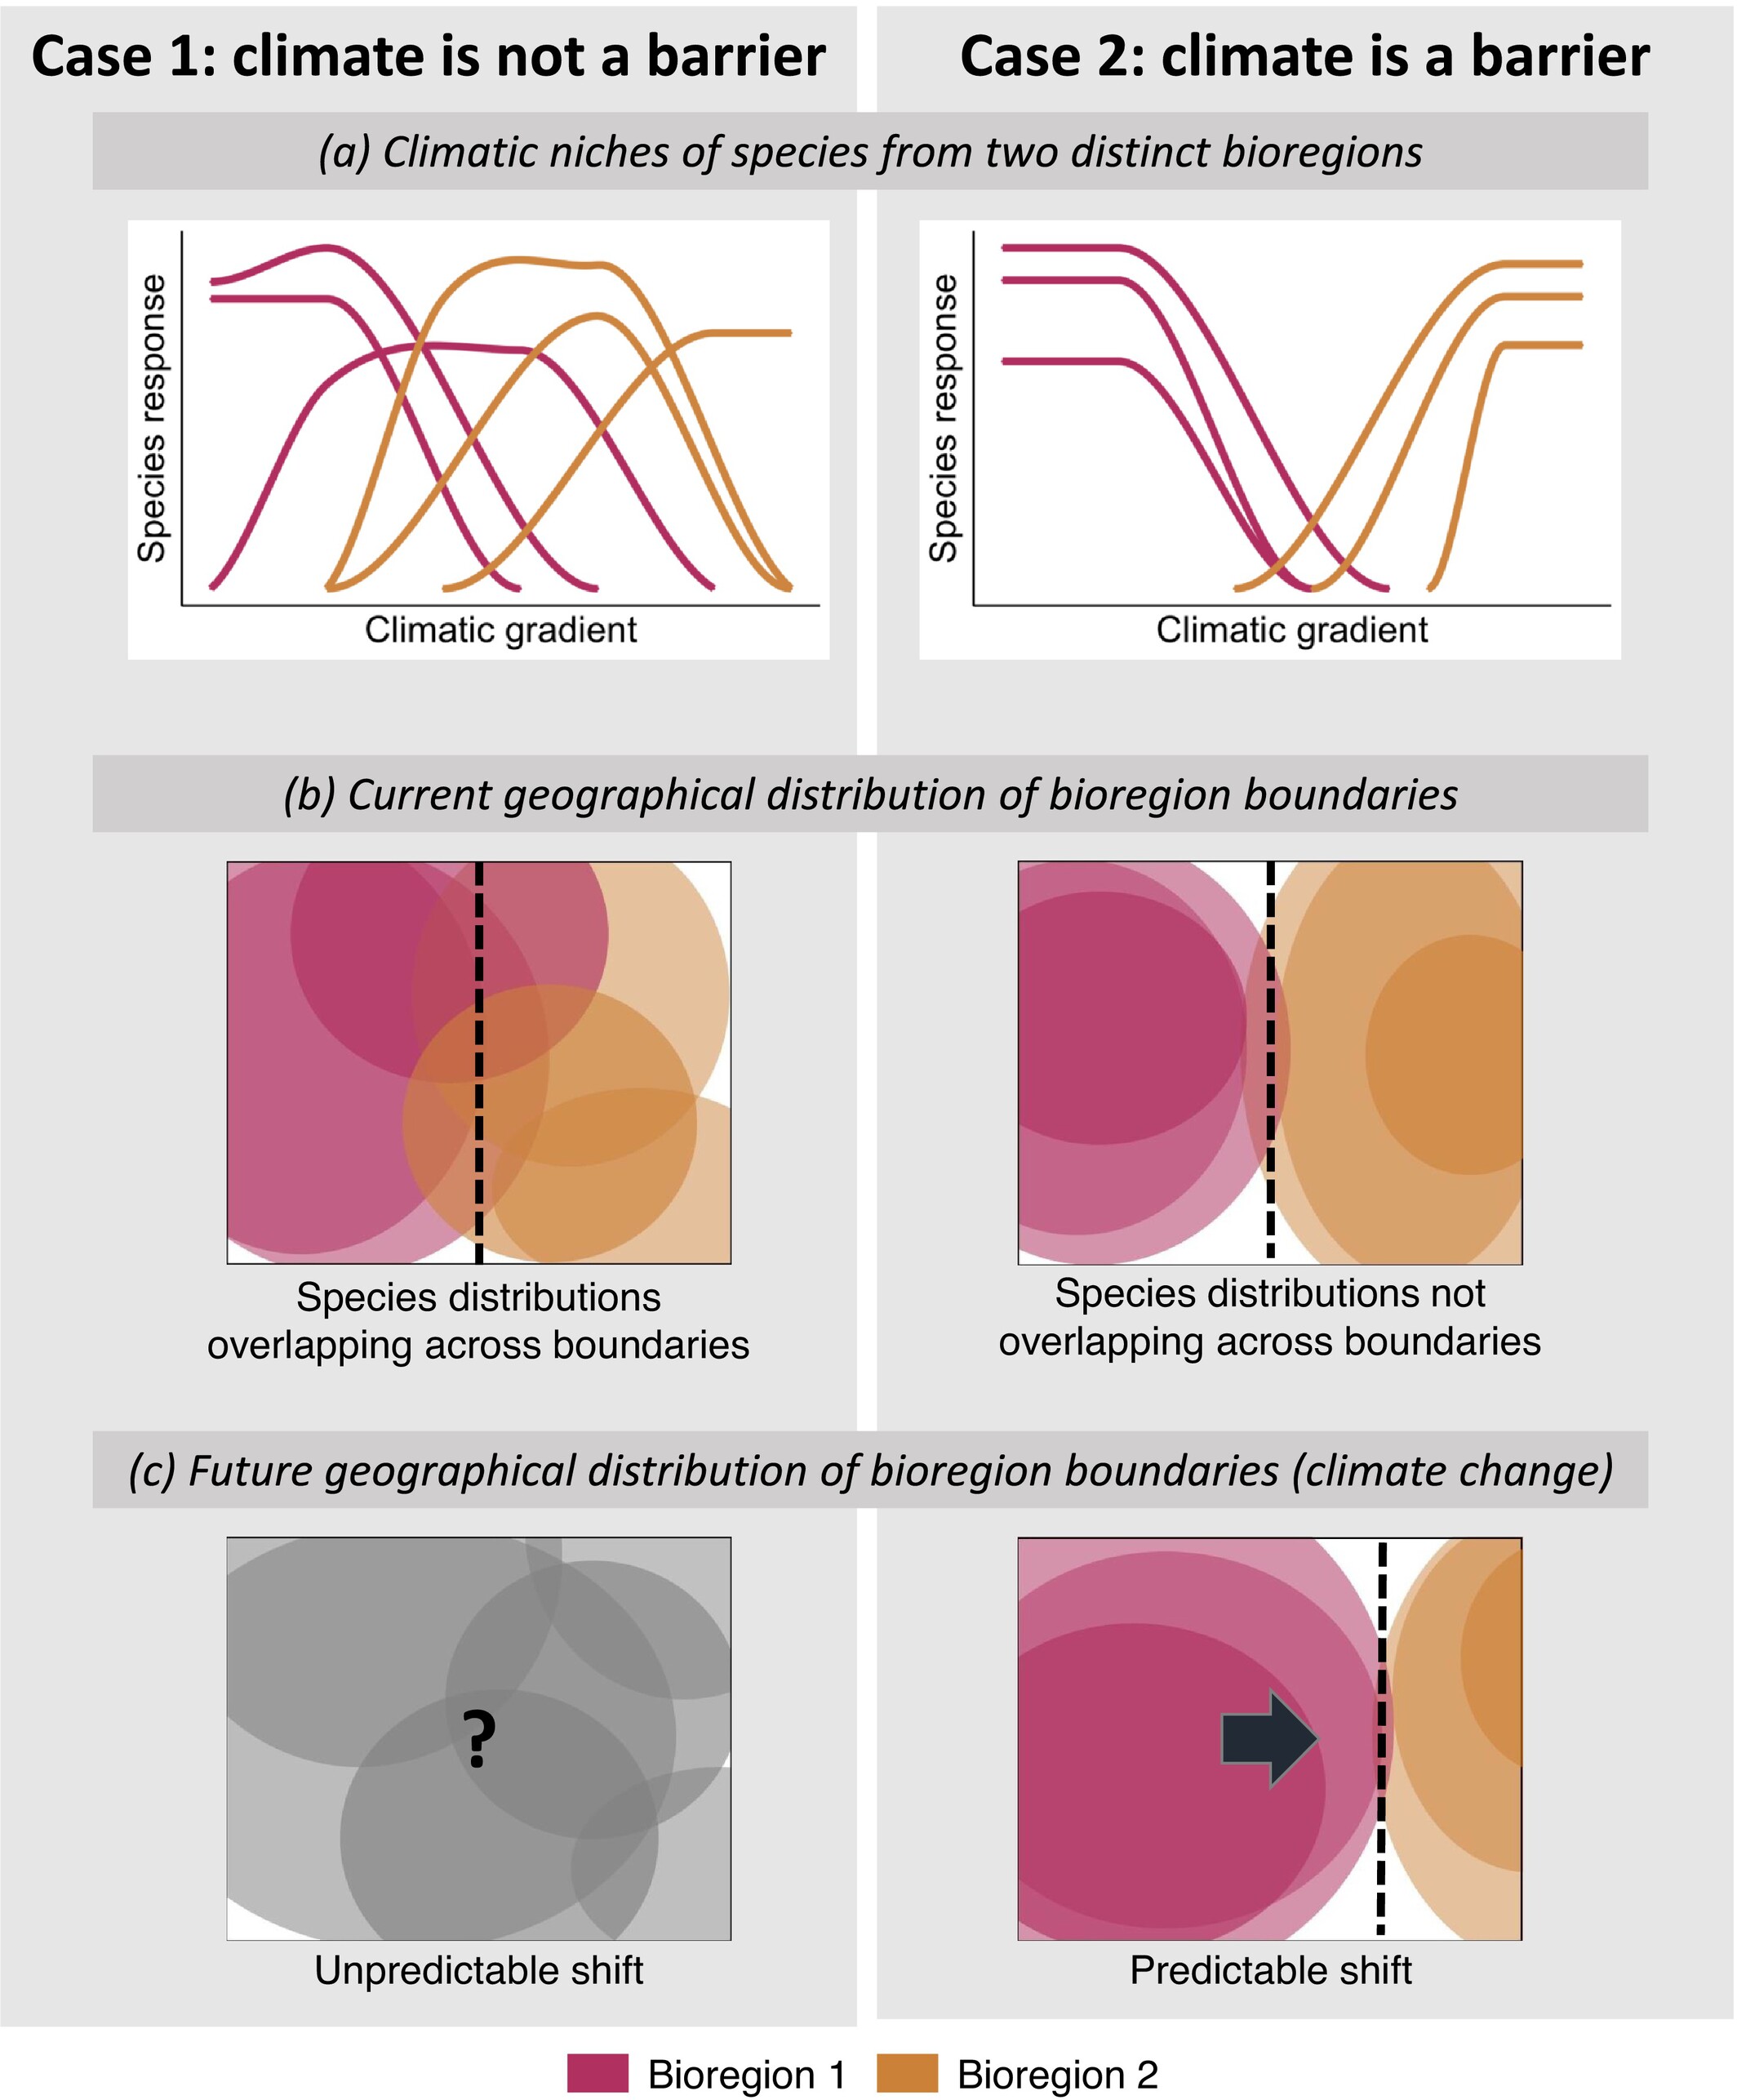 Case 1: climate is not a barrier
Case 2: climate is a barrier
(a) Climatic niches of species from two distinct bioregions
Species response
Climatic gradient
Species response
Climatic gradient
(b) Current geographical distribution of bioregion boundaries
Species distributions
overlapping across boundaries
Species distributions not
overlapping across boundaries
(c) Future geographical distribution of bioregion boundaries (climate change)
?
Unpredictable shift
Predictable shift
Bioregion 1
Bioregion 2